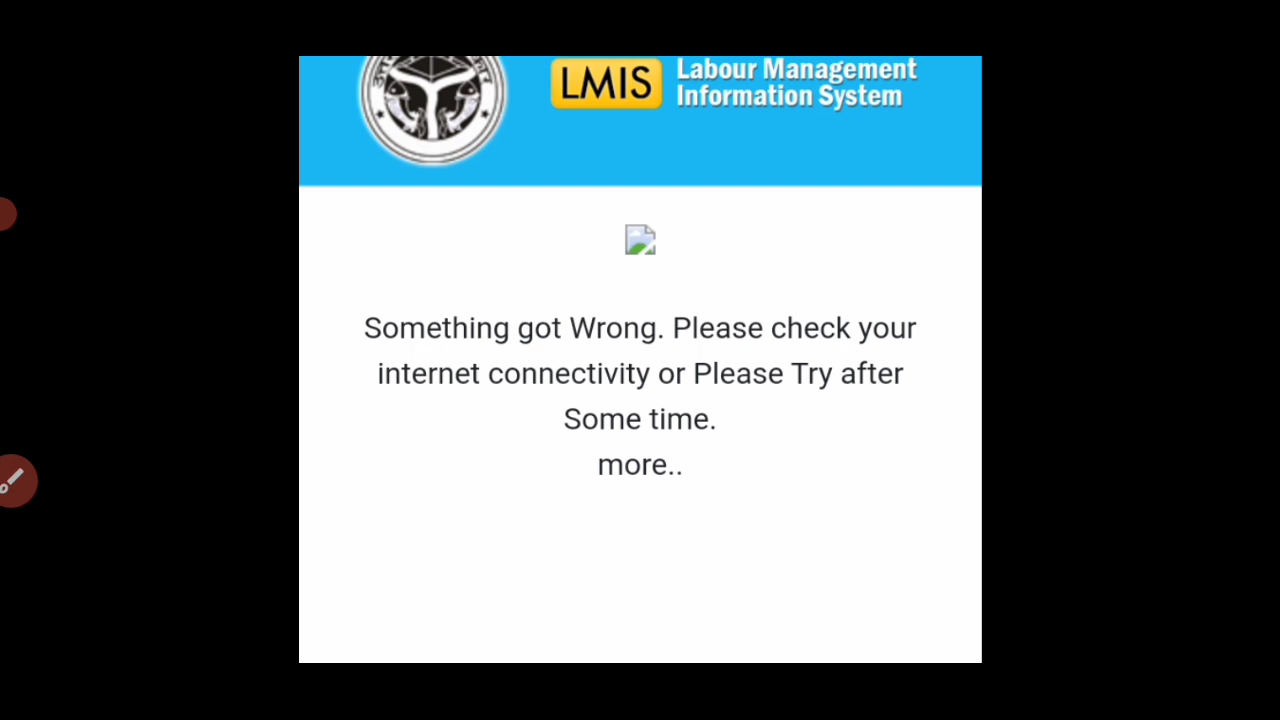 LMIS
Labour Management
Information System
Something got Wrong. Please check your
internet connectivity or Please Try after
Some time.
more..